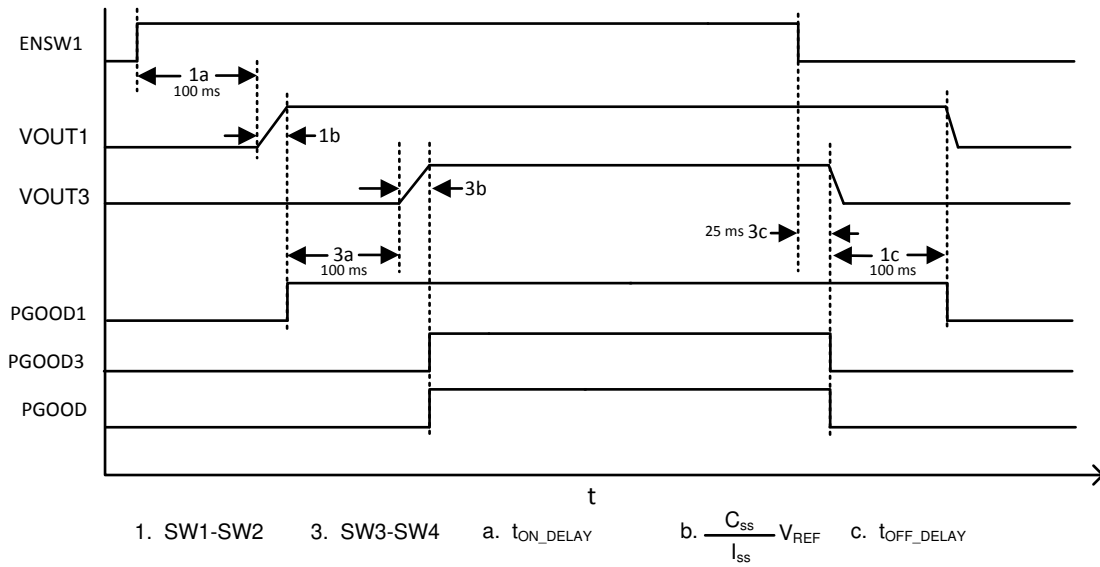 ENSW1
1a
100 ms
VOUT1
1b
VOUT3
3b
25 ms 3c
3a
100 ms
1c
100 ms
PGOOD1
PGOOD3
PGOOD
t
1. SW1-SW2 3. SW3-SW4 a. tON_DELAY b. Css/Iss VREF c. tOFF_DELAY